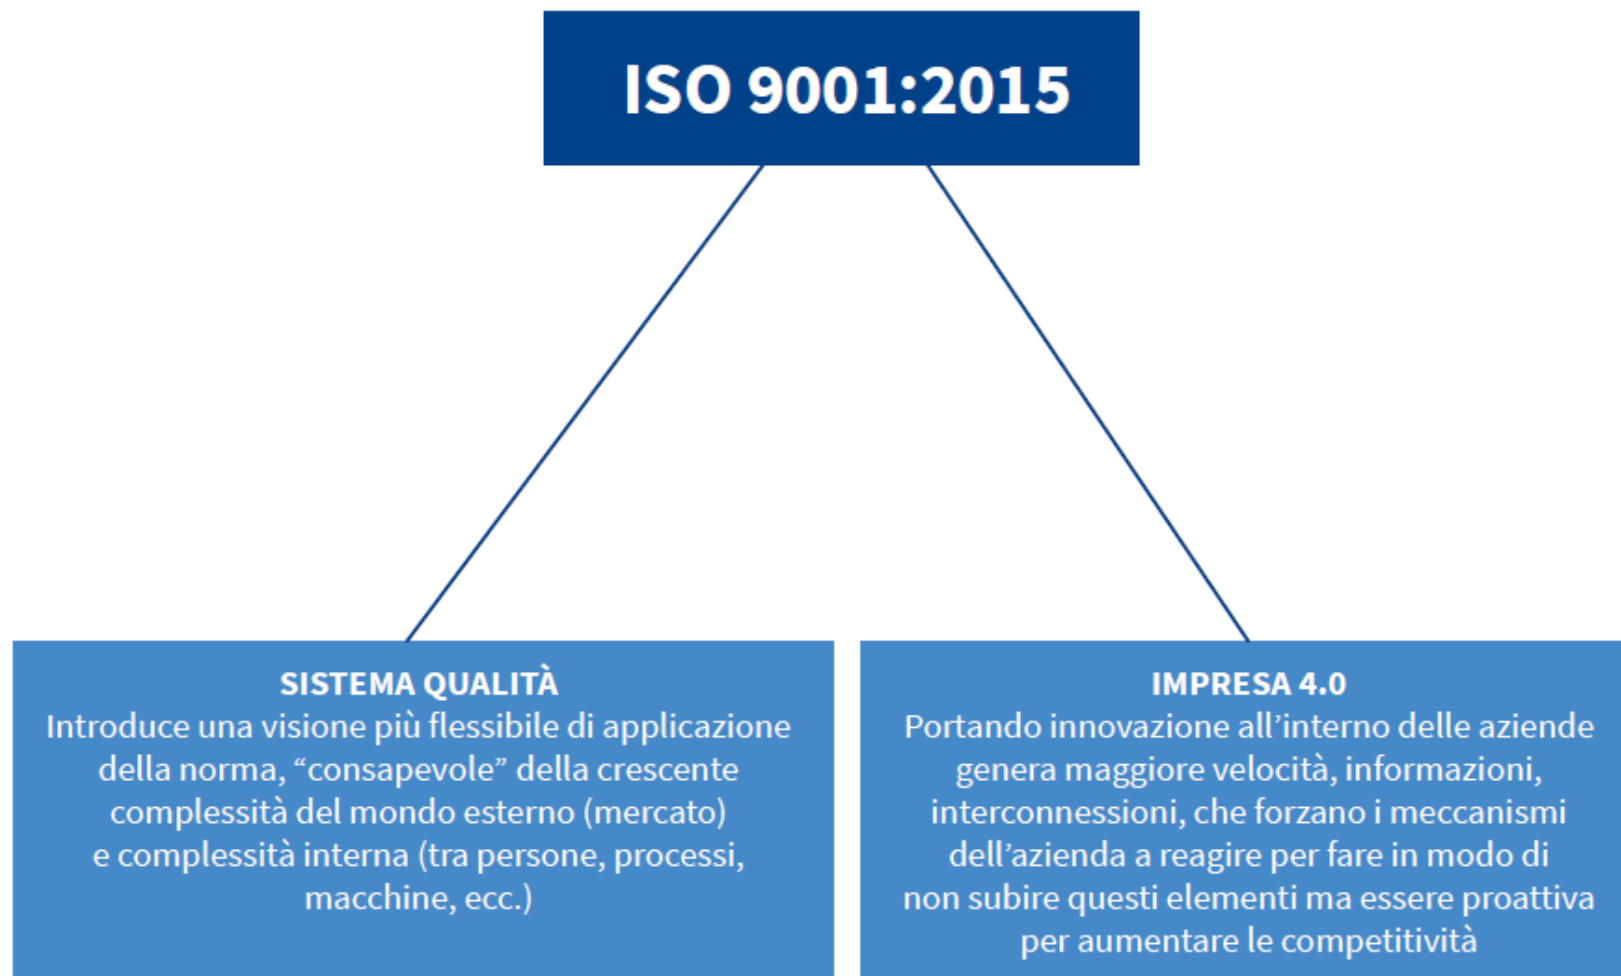 ISO 9001:2015
SISTEMA QUALITÀ
Introduce una visione più flessibile di applicazione
della norma, “consapevole” della crescente
complessità del mondo esterno (mercato)
e complessità interna (tra persone, processi,
macchine, ecc.)
IMPRESA 4.0
Portando innovazione all’interno delle aziende
genera maggiore velocità, informazioni,
interconnessioni, che forzano i meccanismi
dell’azienda a reagire per fare in modo di
non subire questi elementi ma essere proattiva
per aumentare le competitività